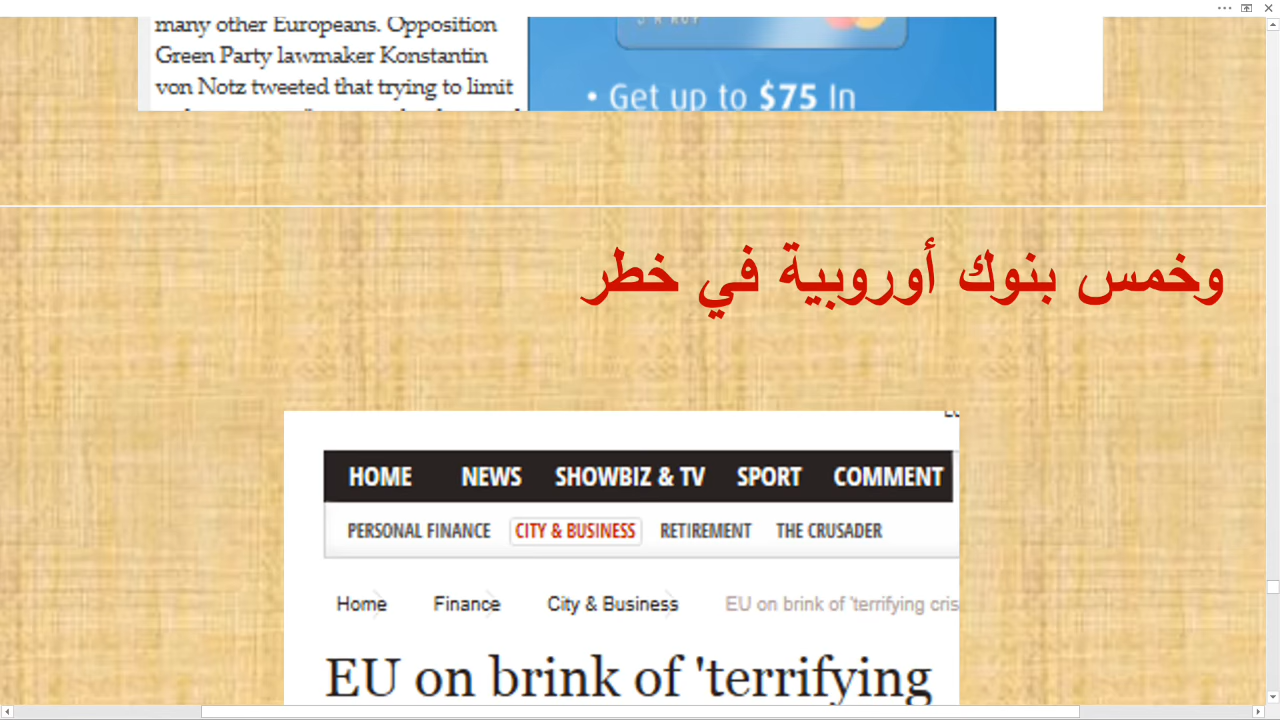 many other Europeans. Opposition
Green Party lawmaker Konstantin
von Notz tweeted that trying to limit
• Get up to $75 In
وخمس بنوك أوروبية في خطر
HOME NEWS SHOWBIZ & TV SPORT COMMENT
PERSONAL FINANCE CITY & BUSINESS RETIREMENT THE CRUSADER
Home Finance City & Business EU on brink of 'terrifying cris
EU on brink of 'terrifying